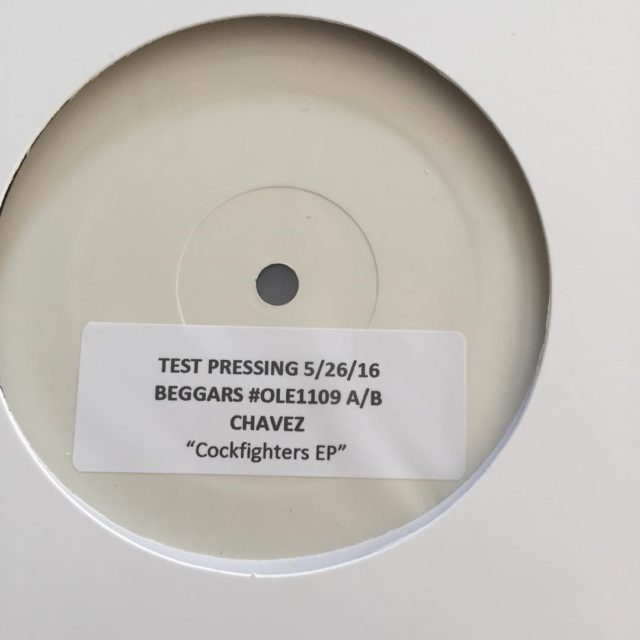 TEST PRESSING 5/26/16
BEGGARS #OLE1109 A/B
CHAVEZ
“Cockfighters EP”